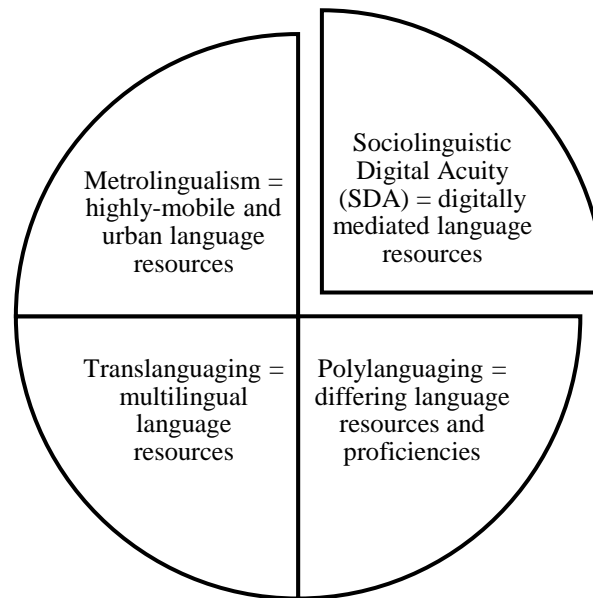 Metrolingualism =
highly-mobile and
urban language
resources
Sociolinguistic
Digital Acuity
(SDA) = digitally
mediated language
resources
Translanguaging =
multilingual
language
resources
Polylanguaging =
differing language
resources and
proficiencies